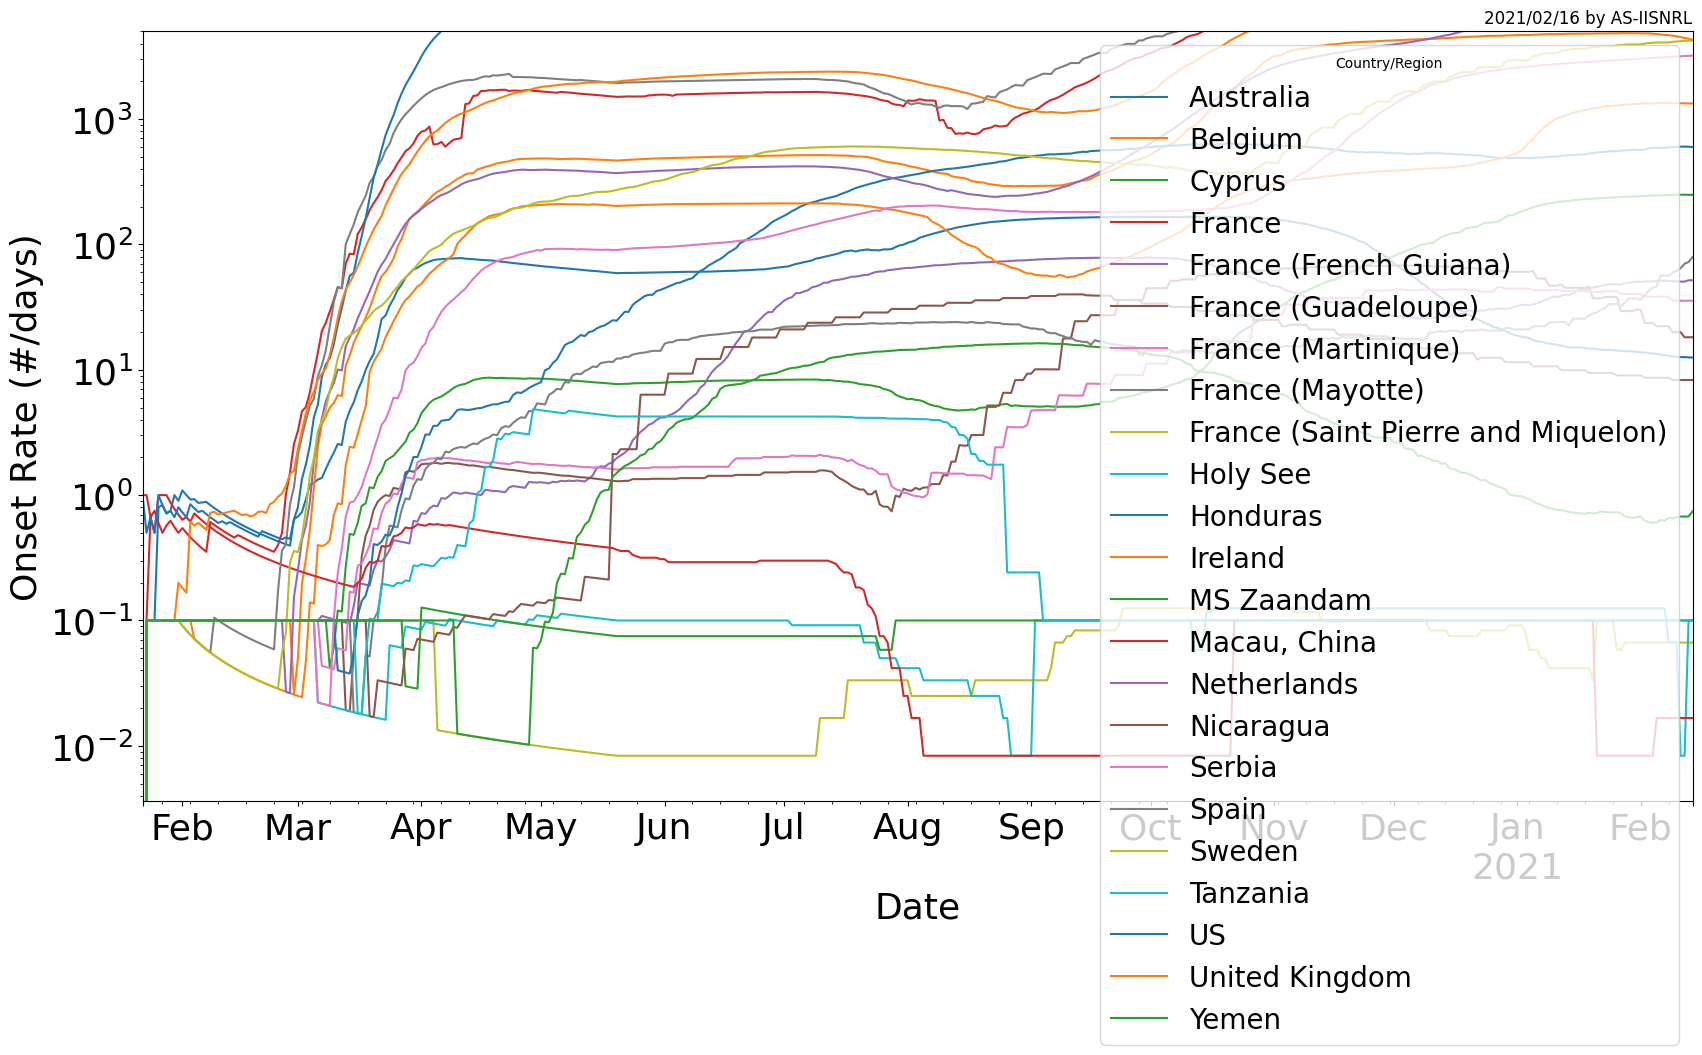 2021/02/16 by AS-IISNRL
Onset Rate (#/days)
10³
10²
10¹
10⁰
10⁻¹
10⁻²
Country/Region
Australia
Belgium
Cyprus
France
France (French Guiana)
France (Guadeloupe)
France (Martinique)
France (Mayotte)
France (Saint Pierre and Miquelon)
Holy See
Honduras
Ireland
MS Zaandam
Macau, China
Netherlands
Nicaragua
Serbia
Spain
Sweden
Tanzania
US
United Kingdom
Yemen
Feb Mar Apr May Jun Jul Aug Sep Oct Nov Dec Jan Feb
2021
Date